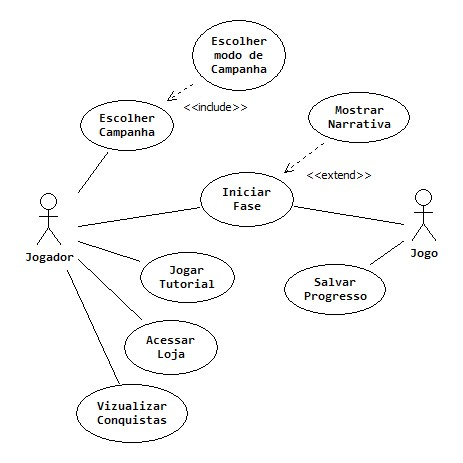 Escolher
modo de
Campanha
<<include>>
Escolher
Campanha
Mostrar
Narrativa
<<extend>>
Iniciar
Fase
Jogador
Jogo
Jogar
Tutorial
Salvar
Progresso
Acessar
Loja
Vizualizar
Conquistas